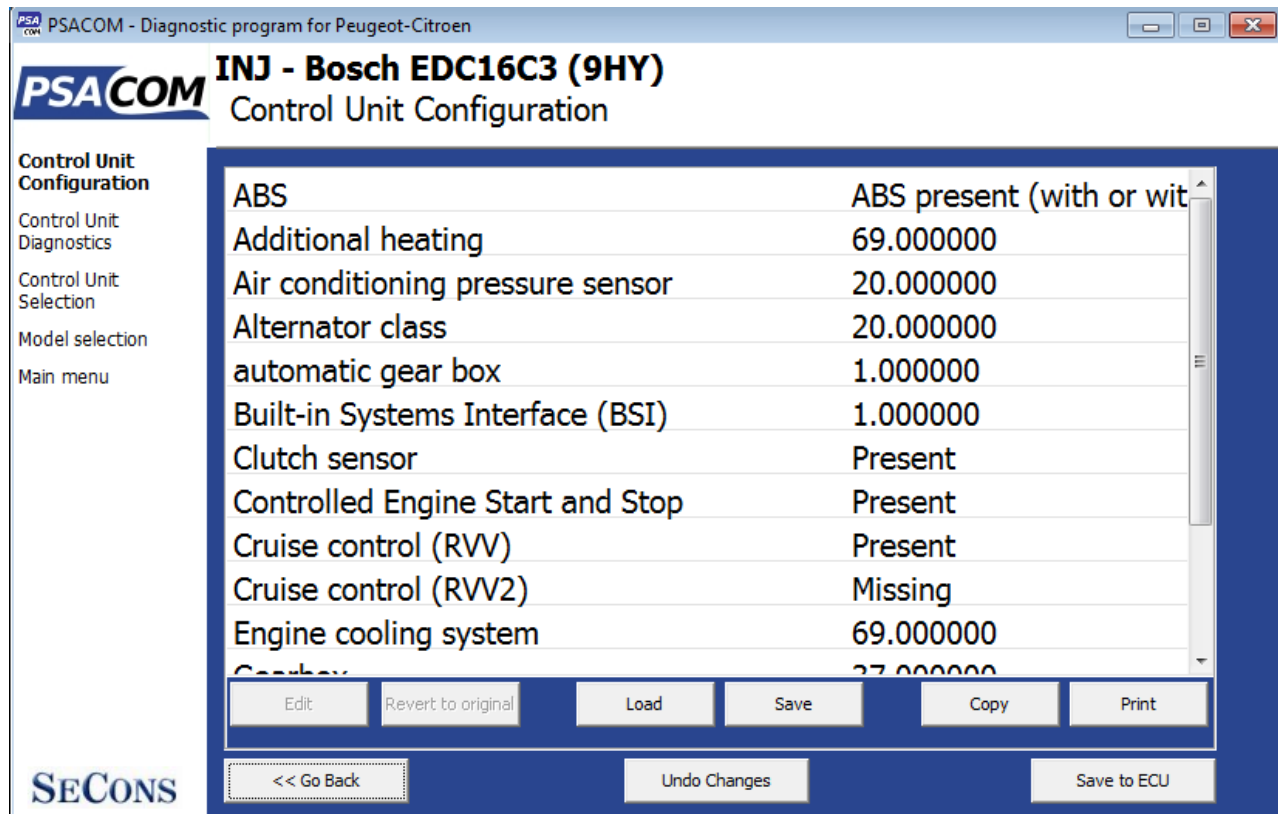 PSA COM PSACOM - Diagnostic program for Peugeot-Citroen
PSACOM
INJ - Bosch EDC16C3 (9HY)
Control Unit Configuration
Control Unit
Configuration
Control Unit
Diagnostics
Control Unit
Selection
Model selection
Main menu
ABS ABS present (with or wit
Additional heating 69.000000
Air conditioning pressure sensor 20.000000
Alternator class 20.000000
automatic gear box 1.000000
Built-in Systems Interface (BSI) 1.000000
Clutch sensor Present
Controlled Engine Start and Stop Present
Cruise control (RVV) Present
Cruise control (RVV2) Missing
Engine cooling system 69.000000
Gearbox 37.000000
Edit Revert to original Load Save Copy Print
<< Go Back Undo Changes Save to ECU
SECONS